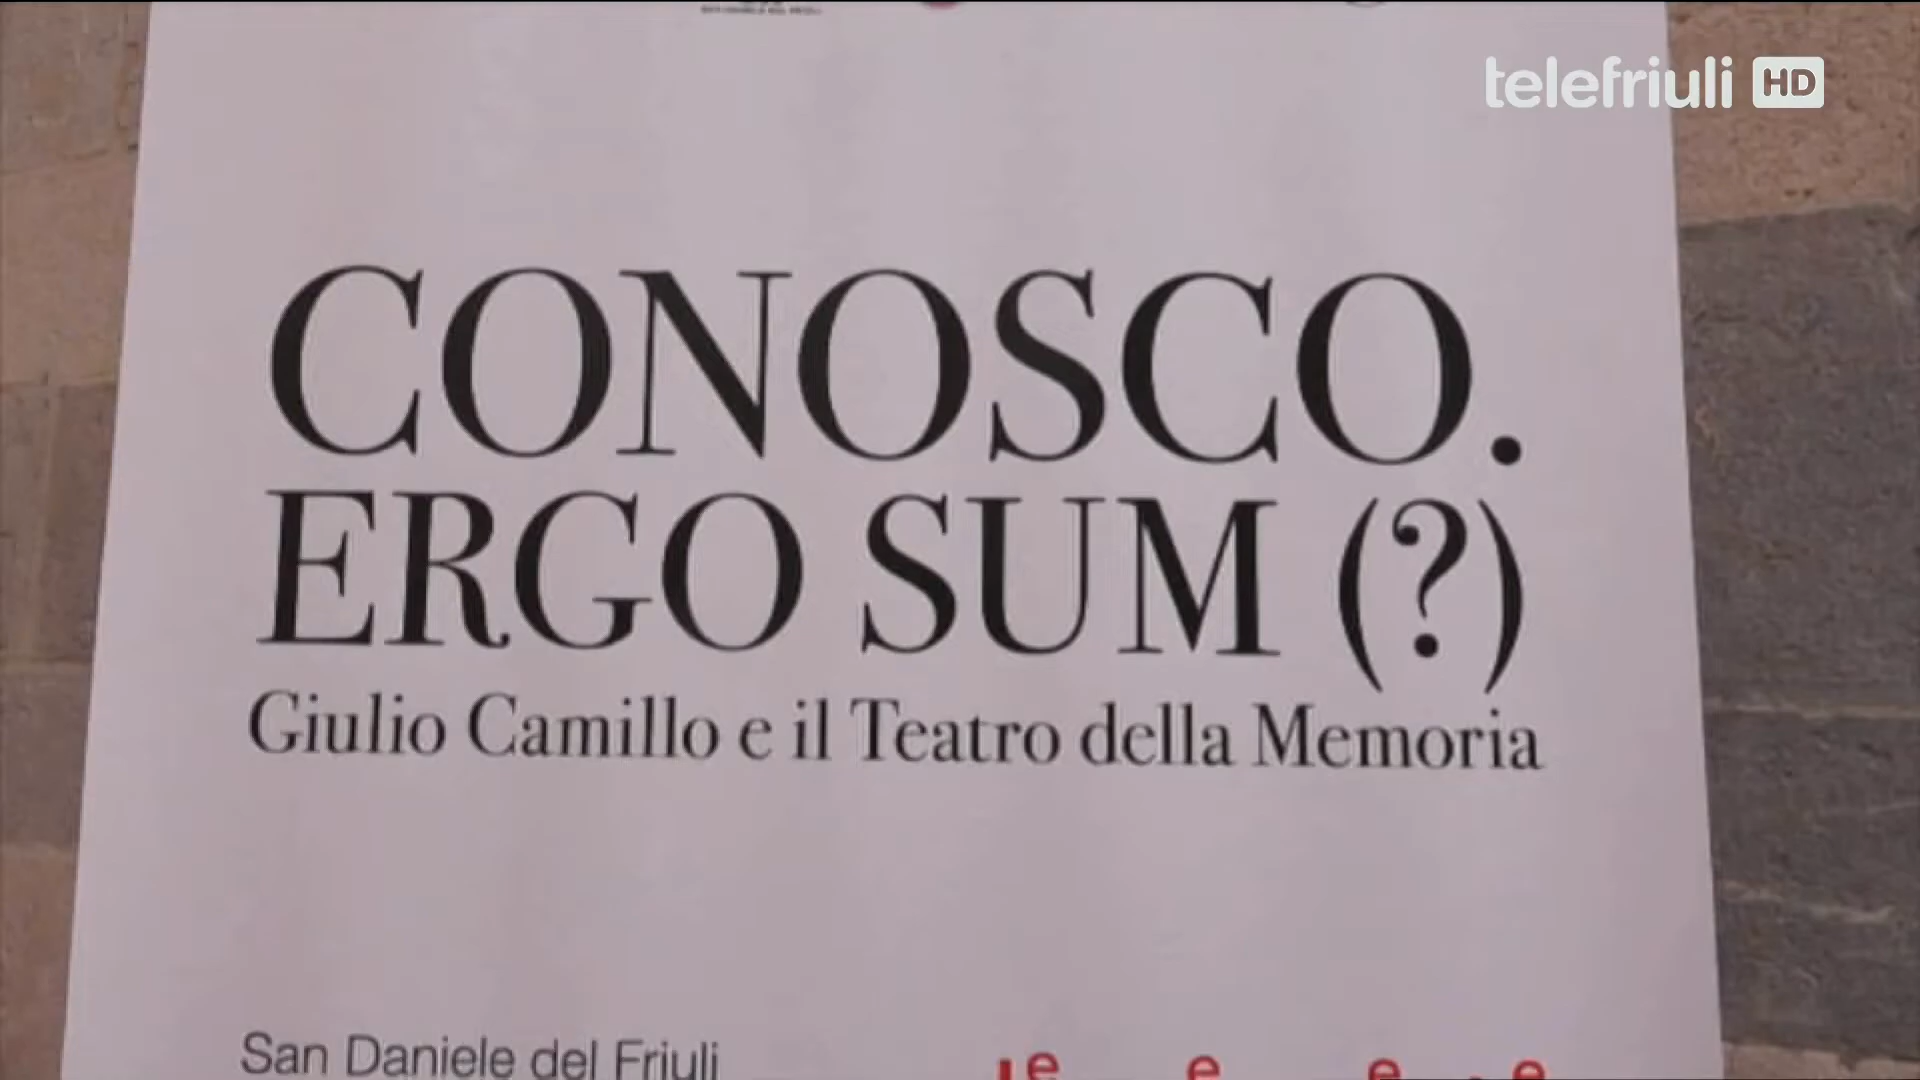 telefriuli HD
CONOSCO.
ERGO SUM (?)
Giulio Camillo e il Teatro della Memoria
San Daniele del Friuli